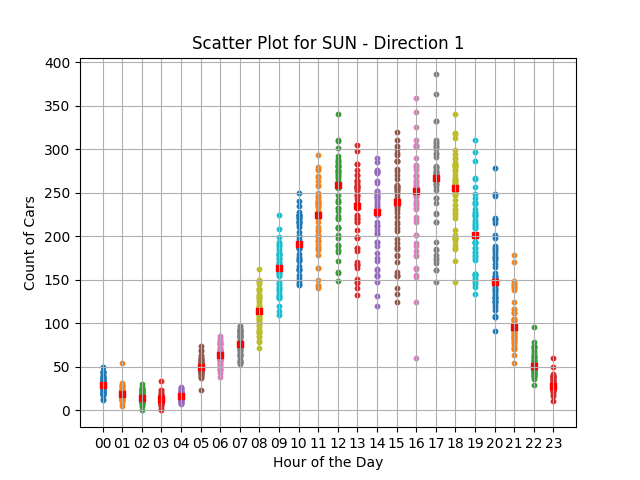 Scatter Plot for SUN - Direction 1
400
350
300
250
200
150
100
50
0
Count of Cars
00 01 02 03 04 05 06 07 08 09 10 11 12 13 14 15 16 17 18 19 20 21 22 23
Hour of the Day